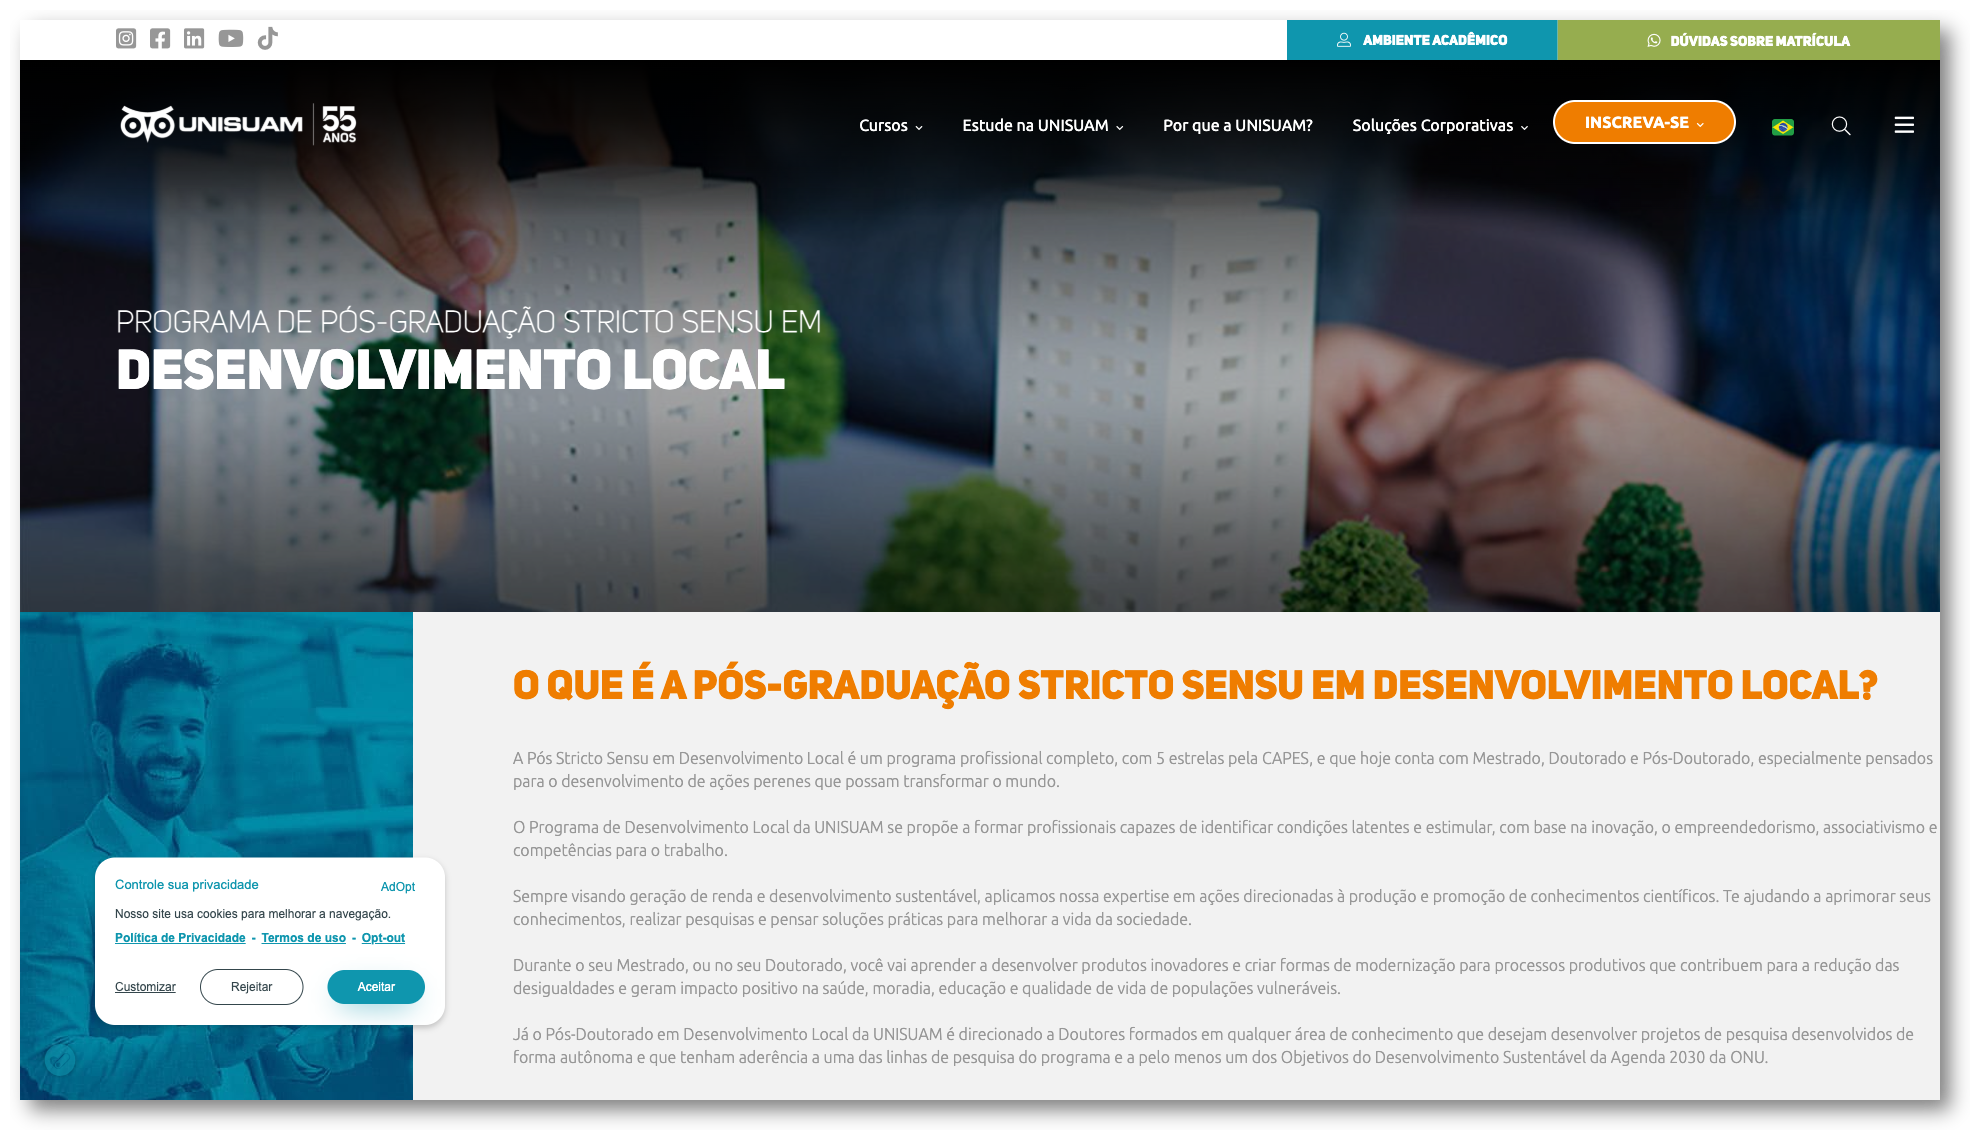 AMBIENTE ACADÊMICO
DÚVIDAS SOBRE MATRÍCULA
UNISUAM 55 ANOS
Cursos
Estude na UNISUAM
Por que a UNISUAM?
Soluções Corporativas
INSCREVA-SE
PROGRAMA DE PÓS-GRADUAÇÃO STRICTO SENSU EM
DESENVOLVIMENTO LOCAL
O QUE É A PÓS-GRADUAÇÃO STRICTO SENSU EM DESENVOLVIMENTO LOCAL?
A Pós Stricto Sensu em Desenvolvimento Local é um programa profissional completo, com 5 estrelas pela CAPES, e que hoje conta com Mestrado, Doutorado e Pós-Doutorado, especialmente pensados
para o desenvolvimento de ações perenes que possam transformar o mundo.
O Programa de Desenvolvimento Local da UNISUAM se propõe a formar profissionais capazes de identificar condições latentes e estimular, com base na inovação, o empreendedorismo, associativismo e
competências para o trabalho.
Sempre visando geração de renda e desenvolvimento sustentável, aplicamos nossa expertise em ações direcionadas à produção e promoção de conhecimentos científicos. Te ajudando a aprimorar seus
conhecimentos, realizar pesquisas e pensar soluções práticas para melhorar a vida da sociedade.
Durante o seu Mestrado, ou no seu Doutorado, você vai aprender a desenvolver produtos inovadores e criar formas de modernização para processos produtivos que contribuem para a redução das
desigualdades e geram impacto positivo na saúde, moradia, educação e qualidade de vida de populações vulneráveis.
Já o Pós-Doutorado em Desenvolvimento Local da UNISUAM é direcionado a Doutores formados em qualquer área de conhecimento que desejam desenvolver projetos de pesquisa desenvolvidos de
forma autônoma e que tenham aderência a uma das linhas de pesquisa do programa e a pelo menos um dos Objetivos do Desenvolvimento Sustentável da Agenda 2030 da ONU.
Controle sua privacidade
AdOpt
Nosso site usa cookies para melhorar a navegação.
Política de Privacidade - Termos de uso - Opt-out
Customizar
Rejeitar
Aceitar